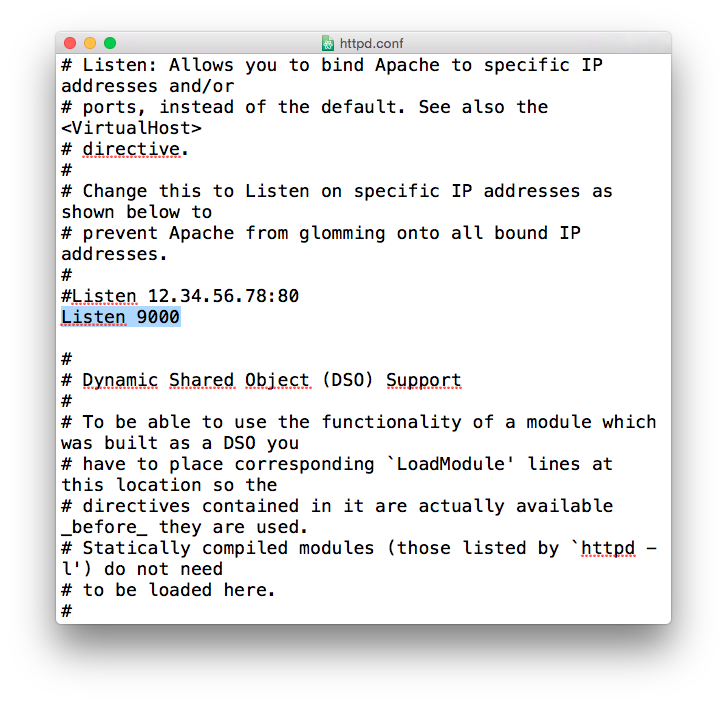 httpd.conf
# Listen: Allows you to bind Apache to specific IP
addresses and/or
# ports, instead of the default. See also the
<VirtualHost>
# directive.
#
# Change this to Listen on specific IP addresses as
shown below to
# prevent Apache from glomming onto all bound IP
addresses.
#
#Listen 12.34.56.78:80
Listen 9000
#
# Dynamic Shared Object (DSO) Support
#
# To be able to use the functionality of a module which
was built as a DSO you
# have to place corresponding `LoadModule' lines at
this location so the
# directives contained in it are actually available
_before_ they are used.
# Statically compiled modules (those listed by `httpd -
l') do not need
# to be loaded here.
#